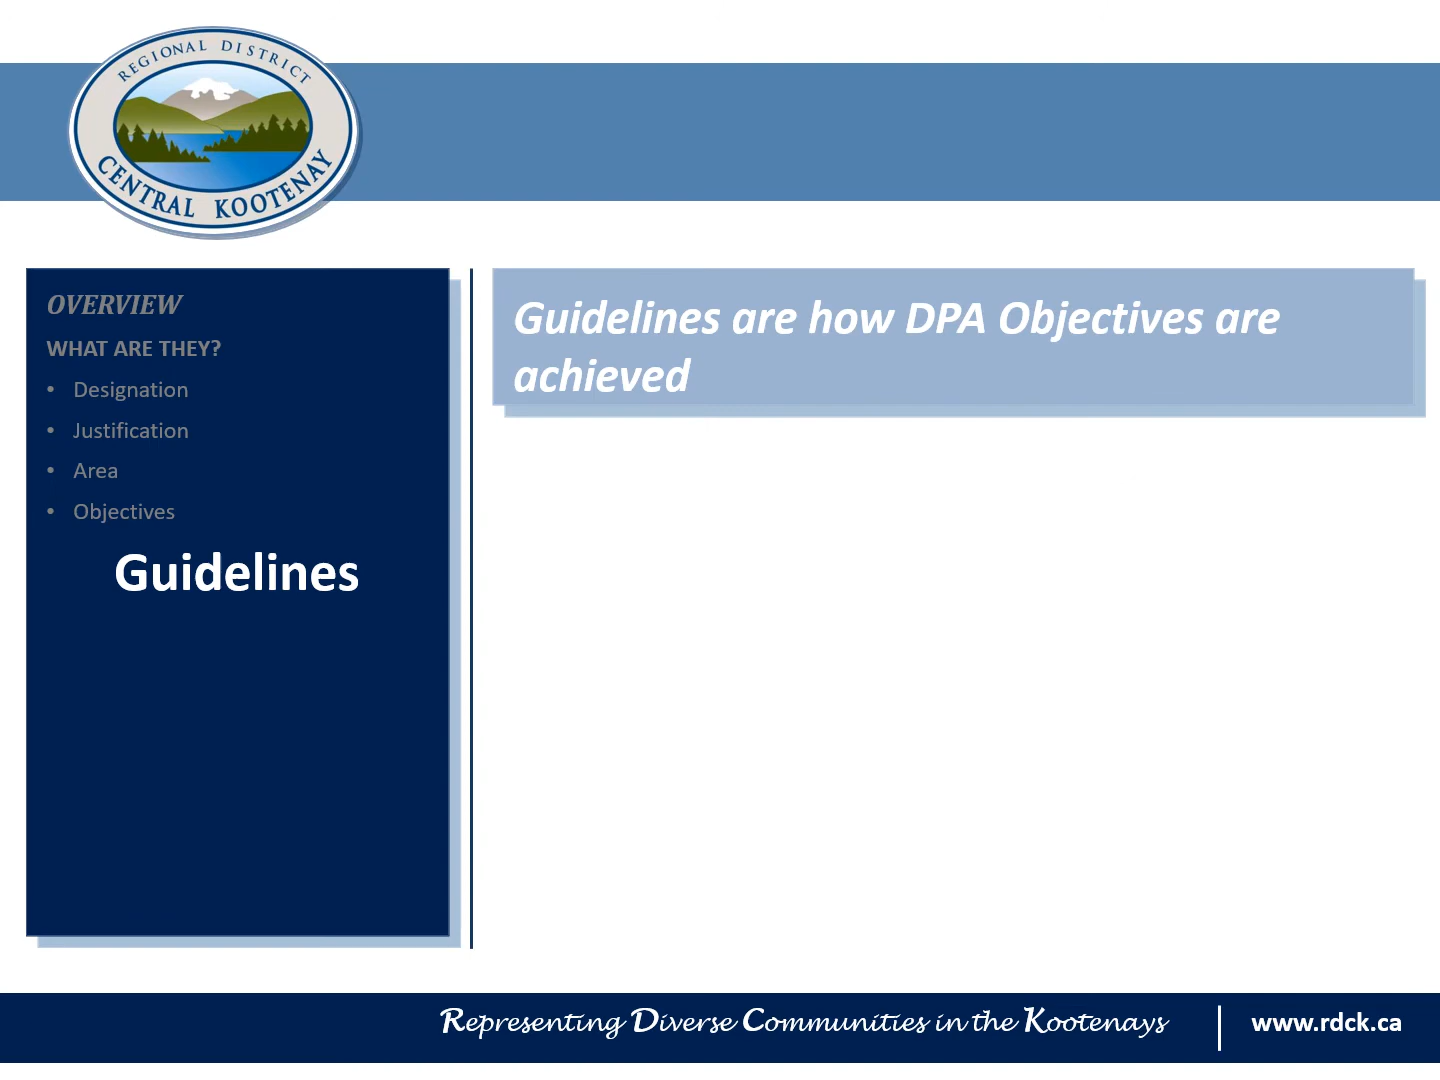 REGIONAL DISTRICT
CENTRAL KOOTENAY
OVERVIEW
WHAT ARE THEY?
• Designation
• Justification
• Area
• Objectives
Guidelines
Guidelines are how DPA Objectives are
achieved
Representing Diverse Communities in the Kootenays
www.rdck.ca